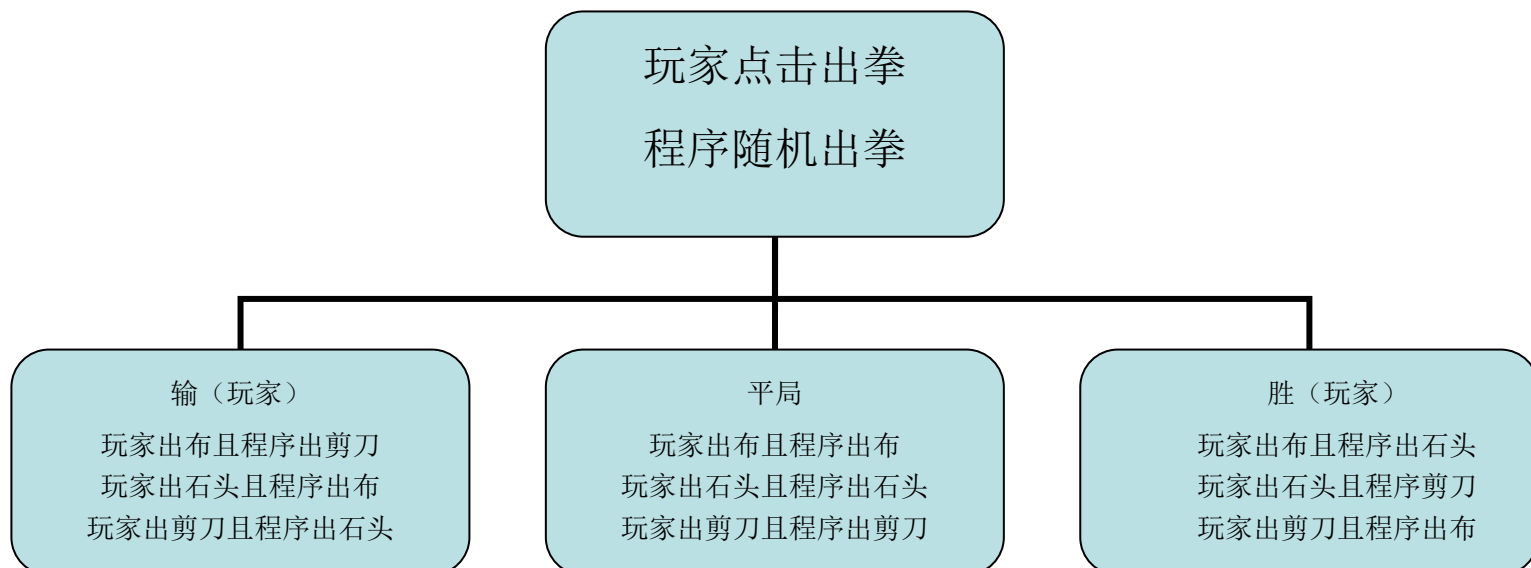 玩家点击出拳
程序随机出拳
输（玩家）
玩家出布且程序出剪刀
玩家出石头且程序出布
玩家出剪刀且程序出石头
平局
玩家出布且程序出布
玩家出石头且程序出石头
玩家出剪刀且程序出剪刀
胜（玩家）
玩家出布且程序出石头
玩家出石头且程序剪刀
玩家出剪刀且程序出布